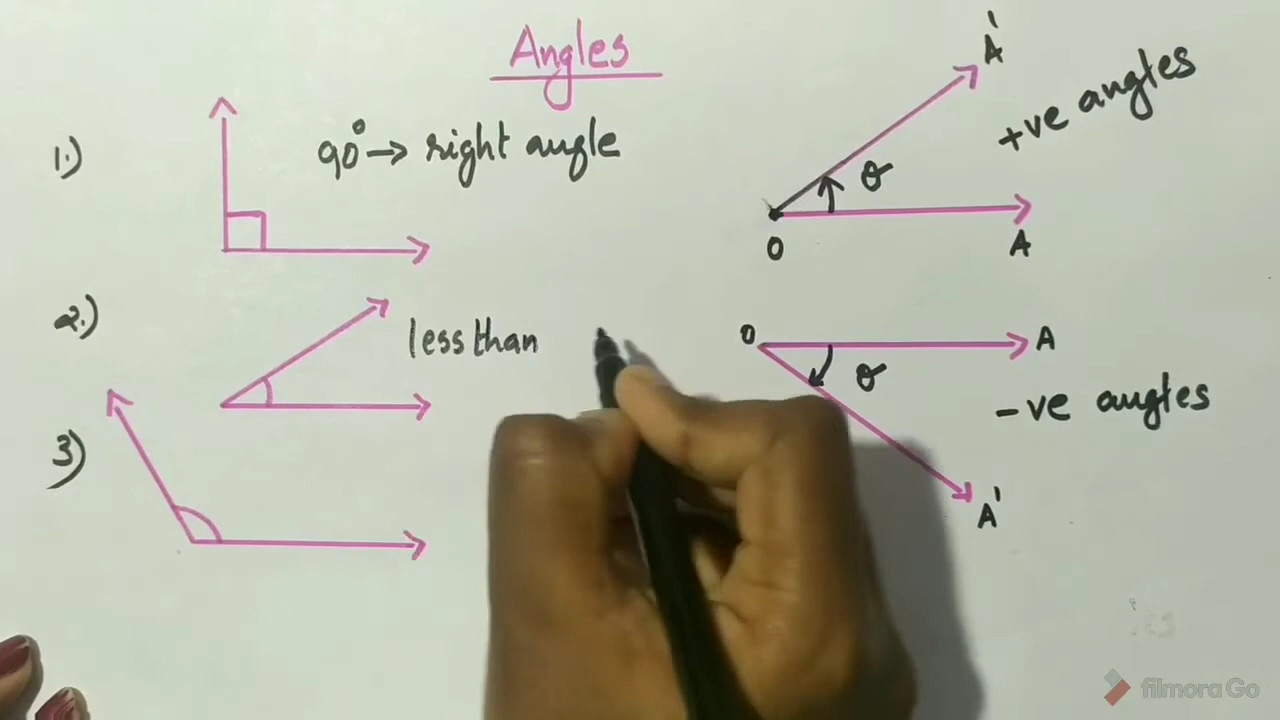 Angles
1.)
90° → right angle
2.)
less than
3)
A'
+ve angles
θ
O
A
O
A
θ
-ve angles
A'
filmora Go